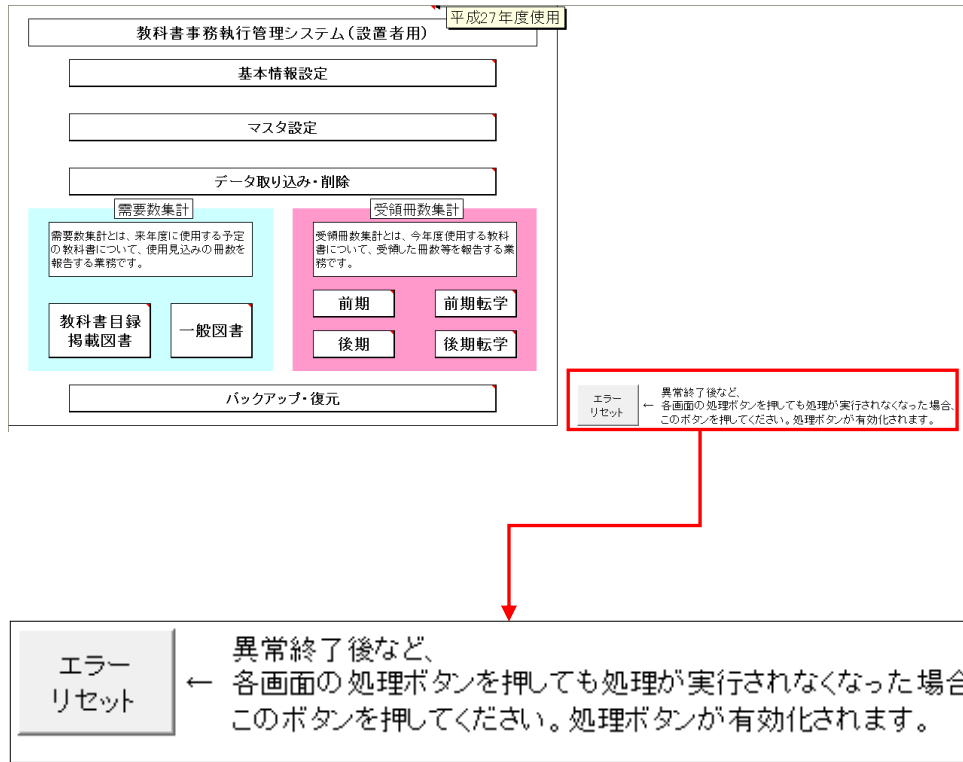 平成27年度使用
教科書事務執行管理システム(設置者用)
基本情報設定
マスタ設定
データ取り込み・削除
需要数集計
需要数集計とは、来年度に使用する予定
の教科書について、使用見込みの冊数を
報告する業務です。
教科書目録
掲載図書
一般図書
受領冊数集計
受領冊数集計とは、今年度使用する教科
書について、受領した冊数等を報告する業
務です。
前期
前期転学
後期
後期転学
バックアップ・復元
エラー
リセット
← 異常終了後など、
各画面の処理ボタンを押しても処理が実行されなくなった場合、
このボタンを押してください。処理ボタンが有効化されます。
エラー
リセット
← 異常終了後など、
各画面の処理ボタンを押しても処理が実行されなくなった場合
このボタンを押してください。処理ボタンが有効化されます。